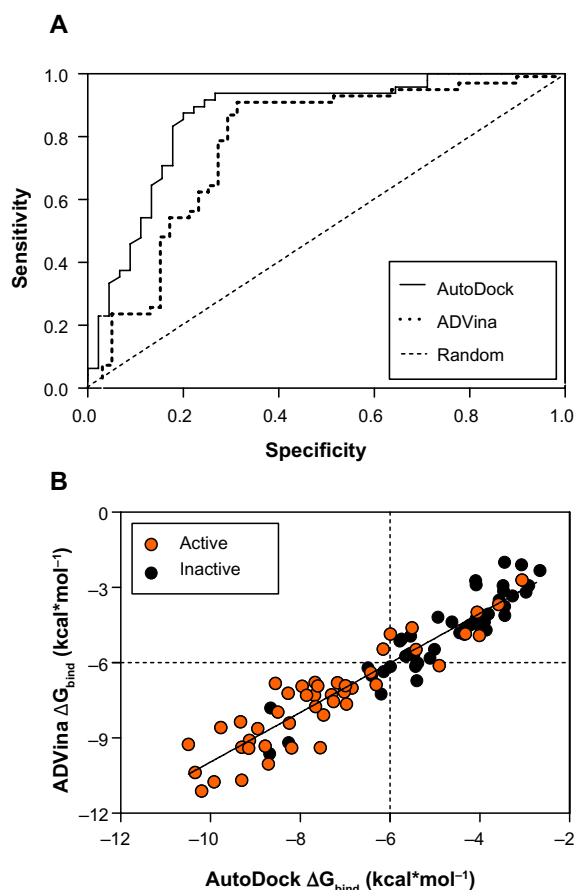 A
Sensitivity
1.0
0.8
0.6
0.4
0.2
0.0
AutoDock
ADVina
Random
0.0 0.2 0.4 0.6 0.8 1.0
Specificity
B
ADVina ΔGbind (kcal*mol−1)
0
−3
−6
−9
−12
Active
Inactive
−12 −10 −8 −6 −4 −2
AutoDock ΔGbind (kcal*mol−1)